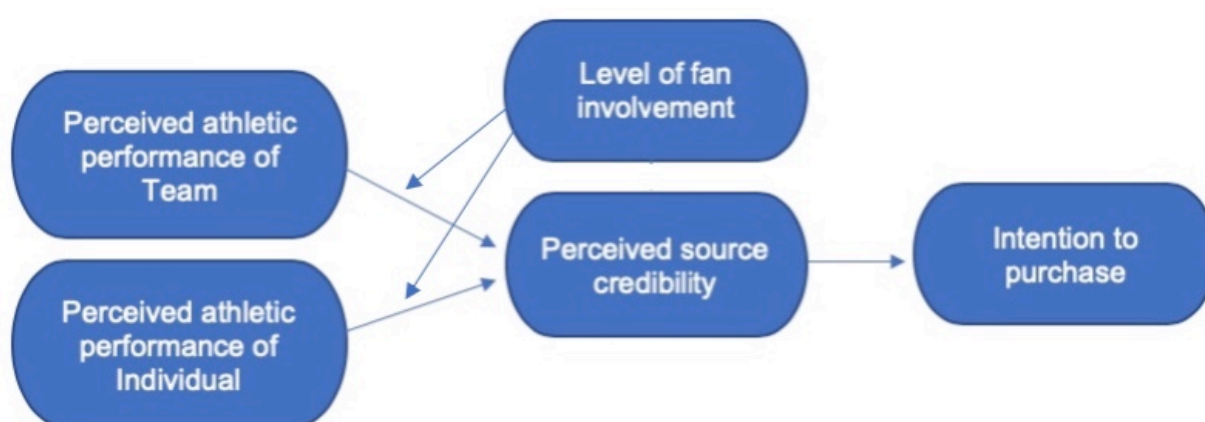 Perceived athletic
performance of
Team
Level of fan
involvement
Perceived athletic
performance of
Individual
Perceived source
credibility
Intention to
purchase